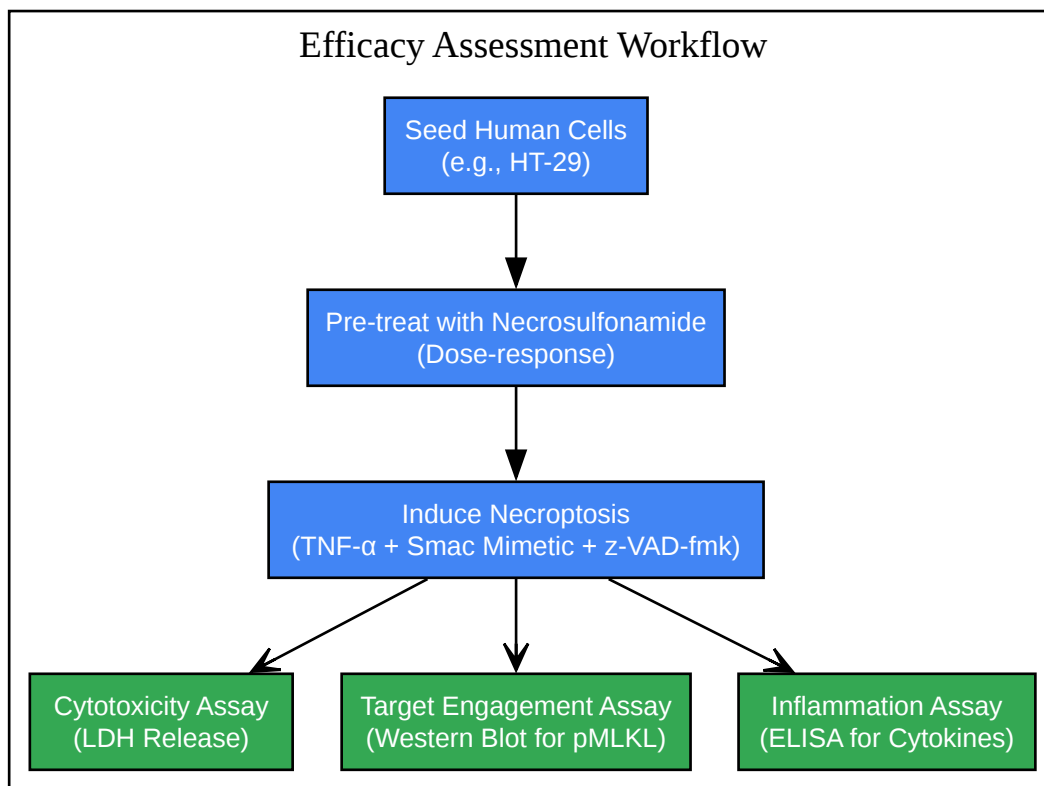 Efficacy Assessment Workflow
Seed Human Cells
(e.g., HT-29)
Pre-treat with Necrosulfonamide
(Dose-response)
Induce Necroptosis
(TNF-α + Smac Mimetic + z-VAD-fmk)
Cytotoxicity Assay
(LDH Release)
Target Engagement Assay
(Western Blot for pMLKL)
Inflammation Assay
(ELISA for Cytokines)